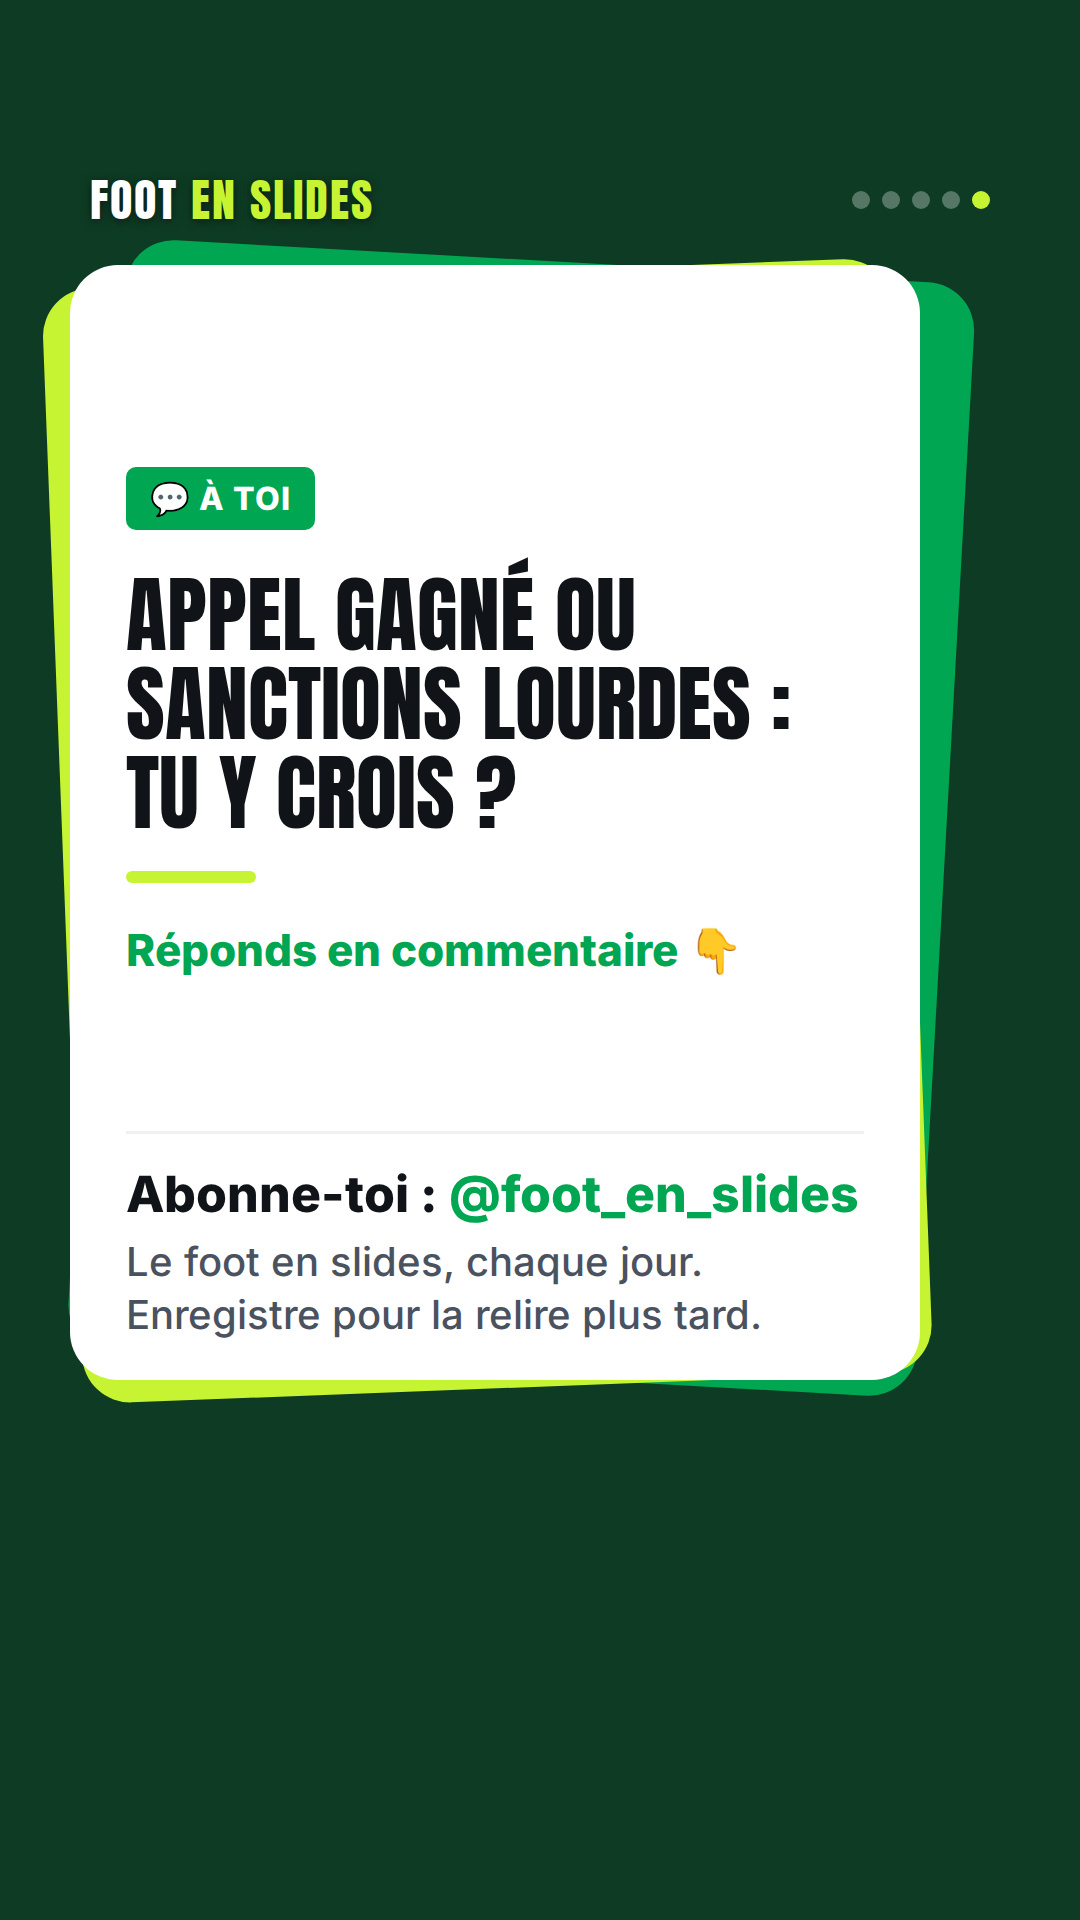 FOOT EN SLIDES
💬 À TOI
APPEL GAGNÉ OU
SANCTIONS LOURDES :
TU Y CROIS ?
Réponds en commentaire 👇
Abonne-toi : @foot_en_slides
Le foot en slides, chaque jour.
Enregistre pour la relire plus tard.